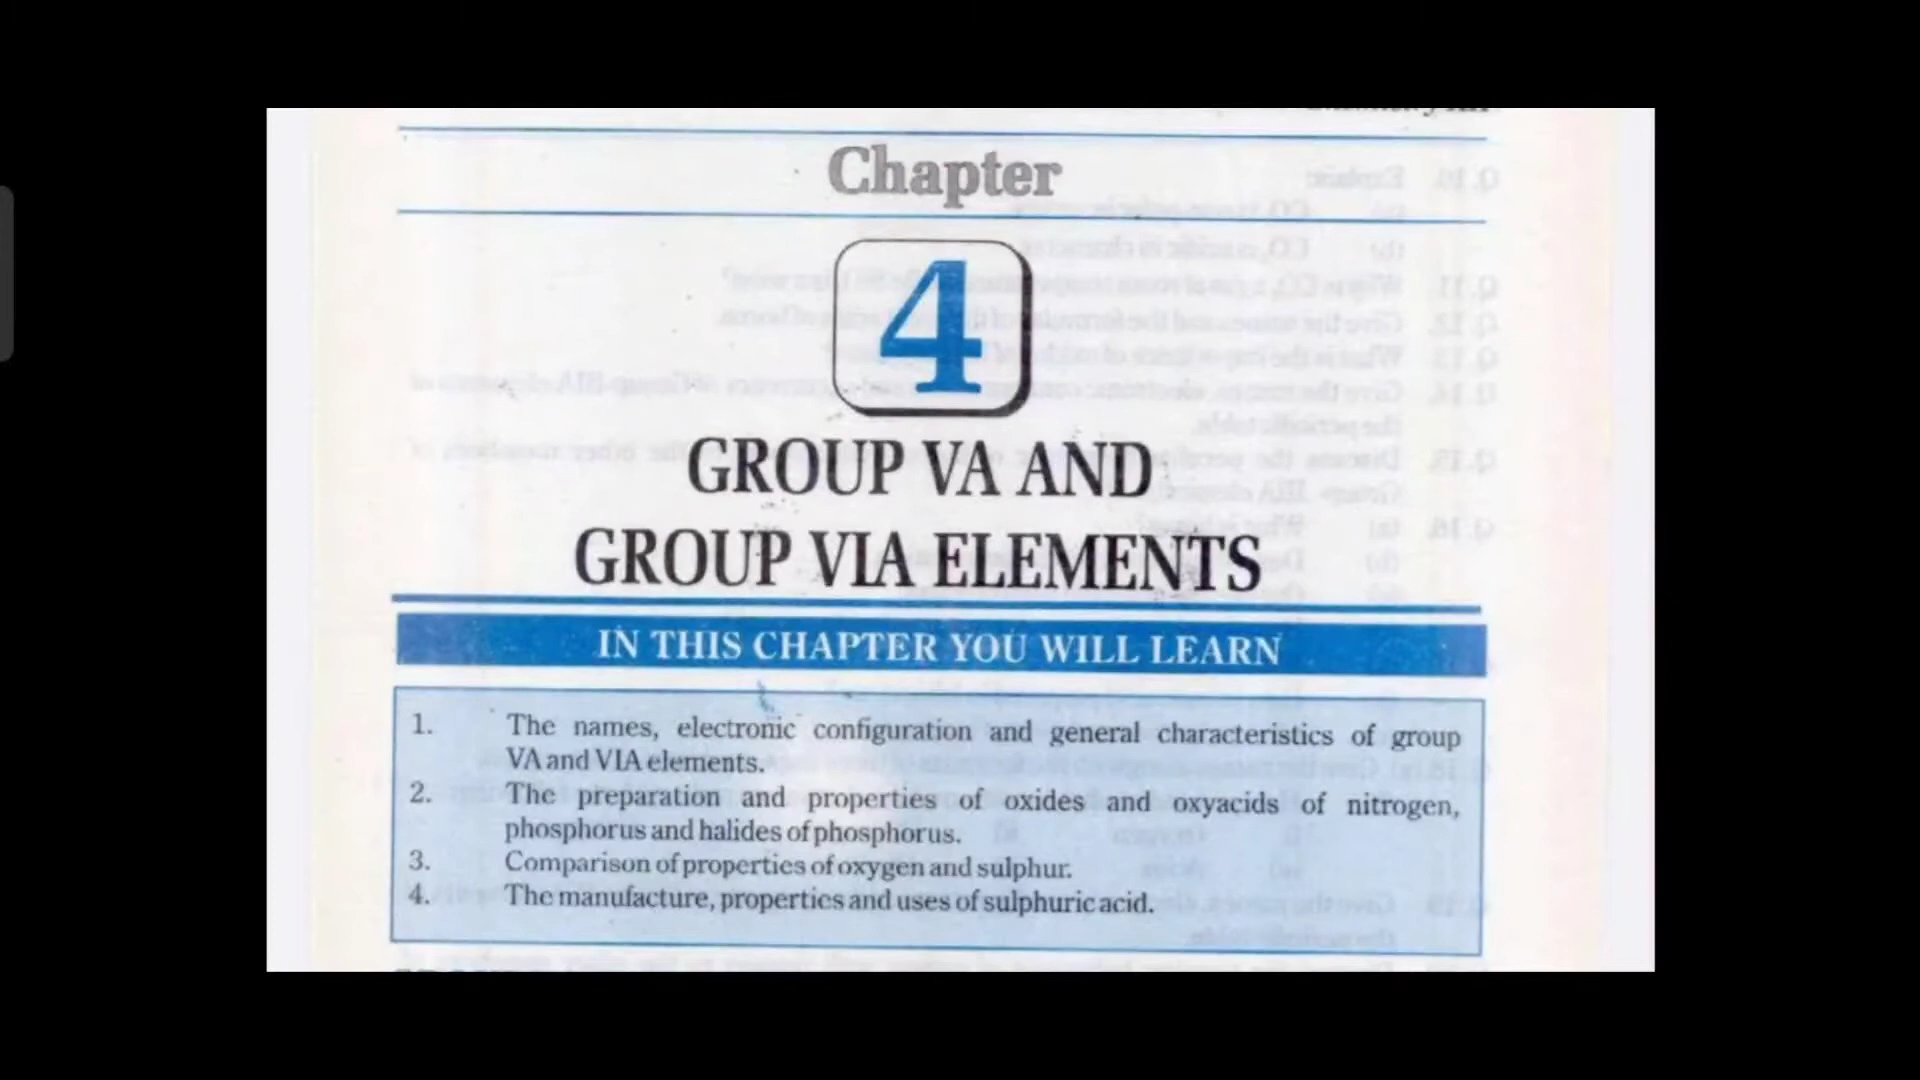 Chapter
4
GROUP VA AND
GROUP VIA ELEMENTS
IN THIS CHAPTER YOU WILL LEARN
1. The names, electronic configuration and general characteristics of group
VA and VIA elements.
2. The preparation and properties of oxides and oxyacids of nitrogen,
phosphorus and halides of phosphorus.
3. Comparison of properties of oxygen and sulphur.
4. The manufacture, properties and uses of sulphuric acid.